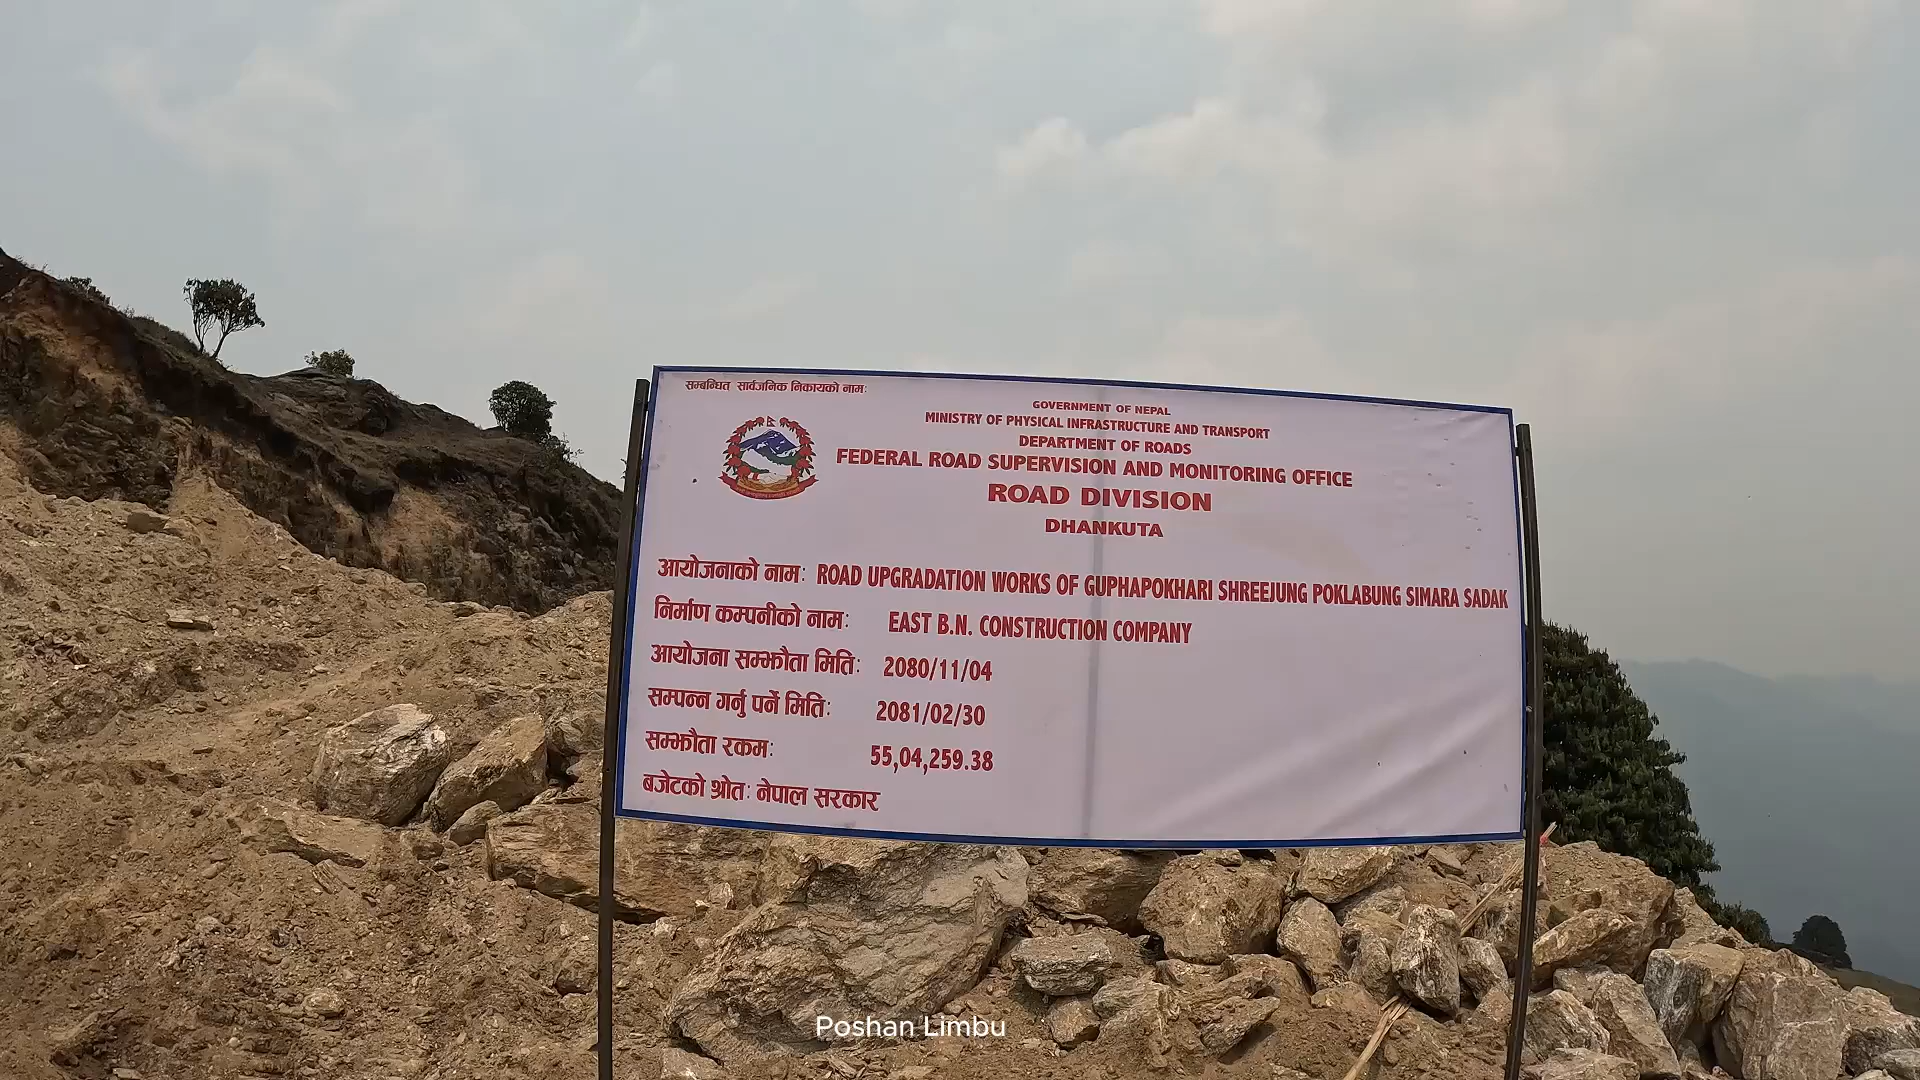 सम्बन्धित सार्वजनिक निकायको नाम:
GOVERNMENT OF NEPAL
MINISTRY OF PHYSICAL INFRASTRUCTURE AND TRANSPORT
DEPARTMENT OF ROADS
FEDERAL ROAD SUPERVISION AND MONITORING OFFICE
ROAD DIVISION
DHANKUTA
आयोजनाको नाम: ROAD UPGRADATION WORKS OF GUPHAPOKHARI SHREEJUNG POKLABUNG SIMARA SADAK
निर्माण कम्पनीको नाम: EAST B.N. CONSTRUCTION COMPANY
आयोजना सम्झौता मिति: 2080/11/04
सम्पन्न गर्नु पर्ने मिति: 2081/02/30
सम्झौता रकम: 55,04,259.38
बजेटको श्रोत: नेपाल सरकार
Poshan Limbu